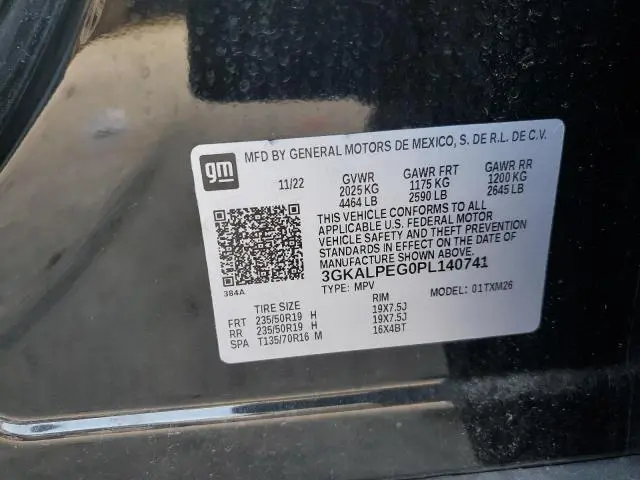 gm
MFD BY GENERAL MOTORS DE MEXICO, S. DE R.L. DE C.V.
11/22 GVWR GAWR FRT GAWR RR
2025 KG 1175 KG 1200 KG
4464 LB 2590 LB 2645 LB
THIS VEHICLE CONFORMS TO ALL
APPLICABLE U.S. FEDERAL MOTOR
VEHICLE SAFETY AND THEFT PREVENTION
STANDARDS IN EFFECT ON THE DATE OF
MANUFACTURE SHOWN ABOVE.
3GKALPEG0PL140741
384A TYPE: MPV MODEL: 01TXM26
TIRE SIZE RIM
FRT 235/50R19 H 19X7.5J
RR 235/50R19 H 19X7.5J
SPA T135/70R16 M 16X4BT